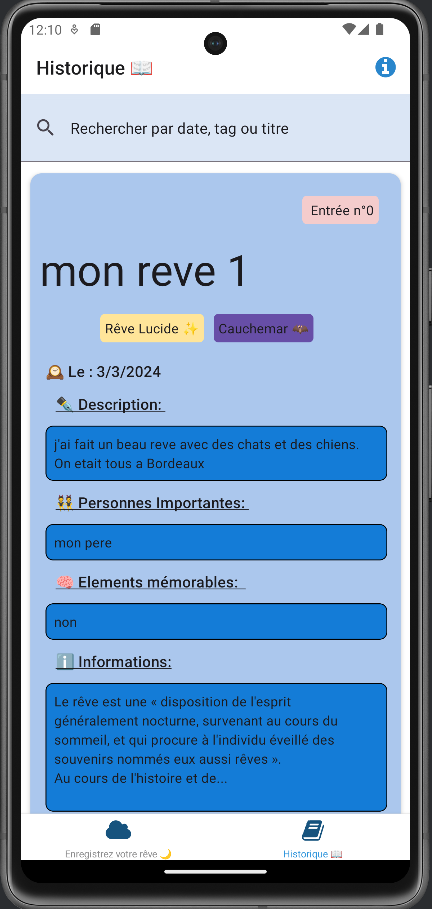 12:10
Historique 📖
Rechercher par date, tag ou titre
Entrée n°0
mon reve 1
Rêve Lucide ✨ Cauchemar 🦇
🕰️ Le : 3/3/2024
✒️ Description:
j'ai fait un beau reve avec des chats et des chiens.
On etait tous a Bordeaux
👯 Personnes Importantes:
mon pere
🧠 Elements mémorables:
non
ℹ️ Informations:
Le rêve est une « disposition de l'esprit
généralement nocturne, survenant au cours du
sommeil, et qui procure à l'individu éveillé des
souvenirs nommés eux aussi rêves ».
Au cours de l'histoire et de...
Enregistrez votre rêve 🌙 Historique 📖